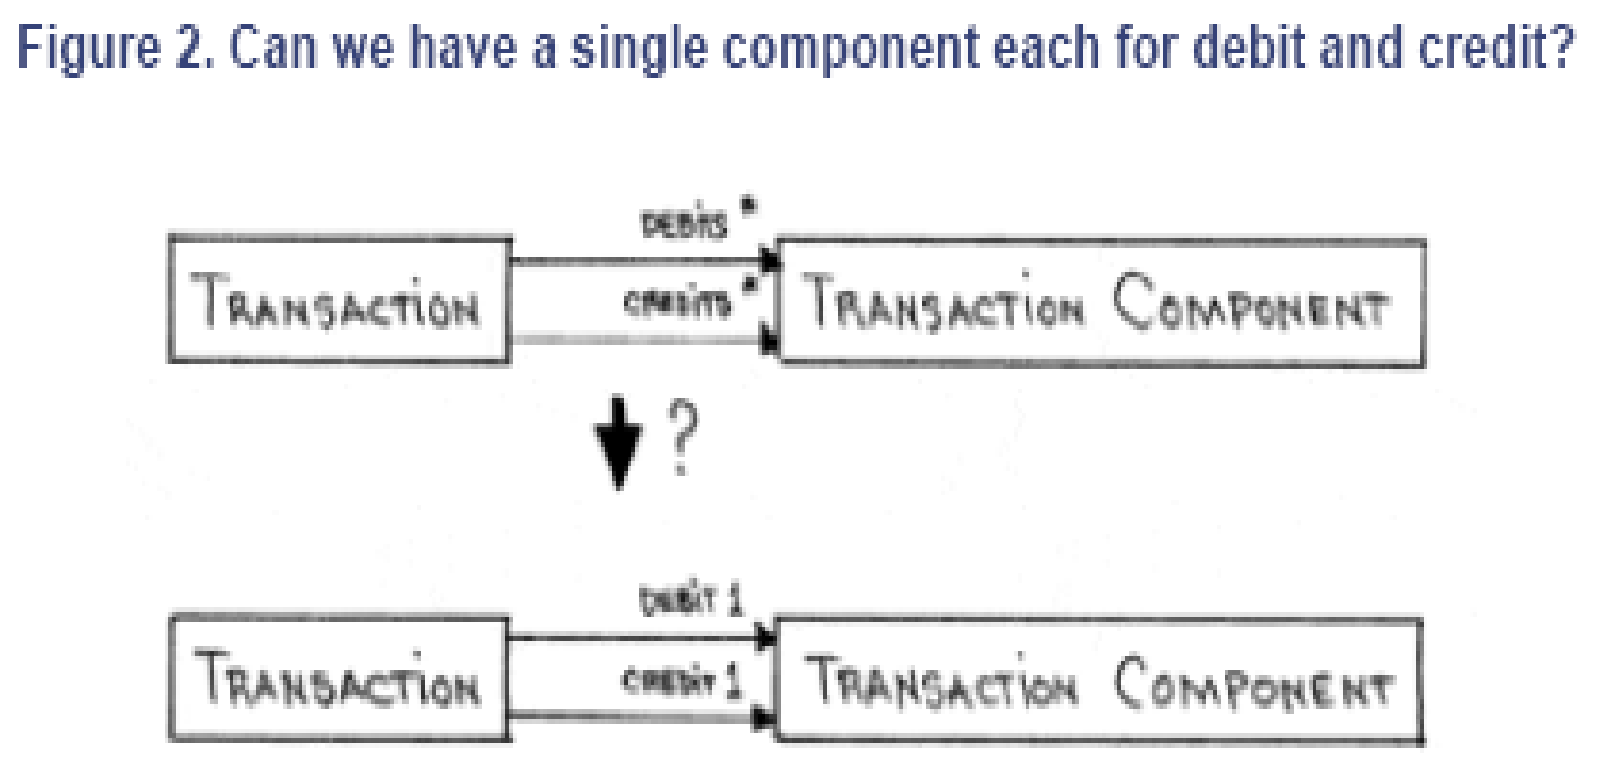 Figure 2. Can we have a single component each for debit and credit?
DEBiTS *
TRANSACTiON
CREDiTS *
TRANSACTiON COMPONENT
?
DEBiT 1
TRANSACTiON
CREDiT 1
TRANSACTiON COMPONENT